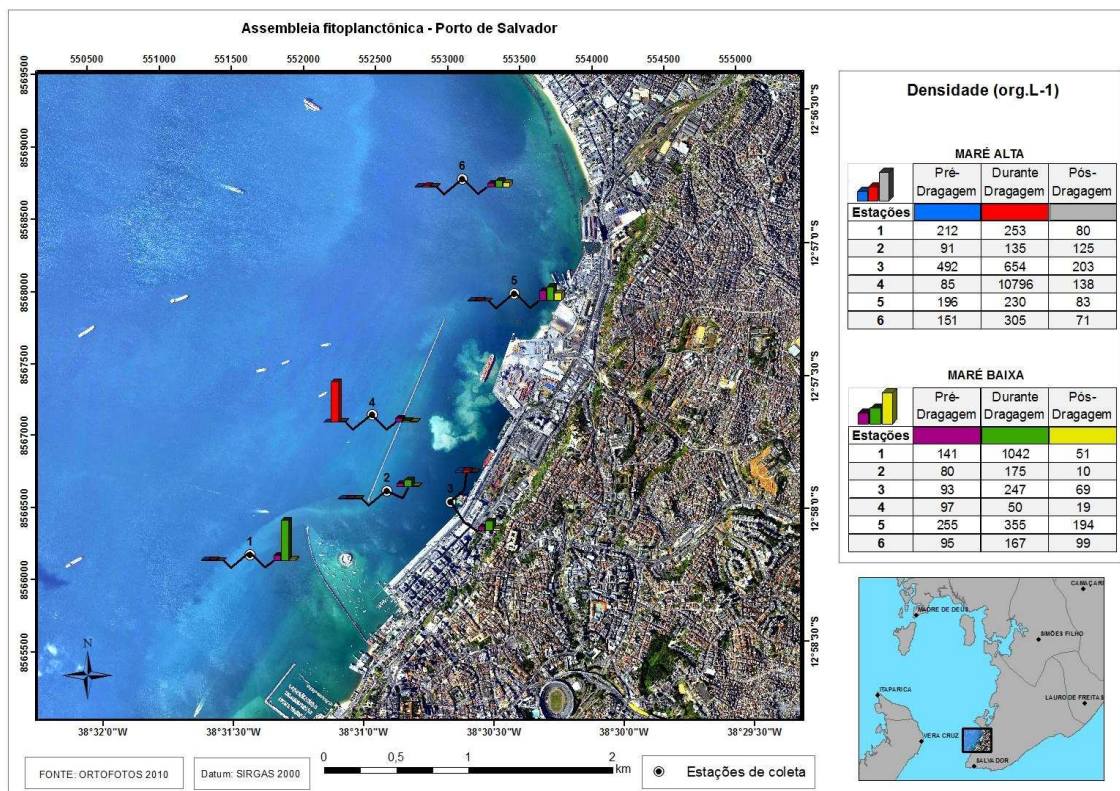 Assembleia fitoplanctônica - Porto de Salvador
550500 551000 551500 552000 552500 553000 553500 554000 554500 555000
8569500
8569000
8568500
8568000
8567500
8567000
8566500
8566000
8565500
12°56'30"S
12°57'0"S
12°57'30"S
12°58'0"S
12°58'30"S
6
5
4
2
3
1
N
38°32'0"W 38°31'30"W 38°31'0"W 38°30'30"W 38°30'0"W 38°29'30"W
FONTE: ORTOFOTOS 2010
Datum: SIRGAS 2000
0 0,5 1 2
km
Estações de coleta
Densidade (org.L-1)
MARÉ ALTA
Pré-Dragagem Durante Dragagem Pós-Dragagem
Estações
1 212 253 80
2 91 135 125
3 492 654 203
4 85 10796 138
5 196 230 83
6 151 305 71
MARÉ BAIXA
Pré-Dragagem Durante Dragagem Pós-Dragagem
Estações
1 141 1042 51
2 80 175 10
3 93 247 69
4 97 50 19
5 255 355 194
6 95 167 99
CAMAÇARI
MADRE DE DEUS
SIMÕES FILHO
ITAPARICA
LAURO DE FREITAS
VERA CRUZ
SALVADOR